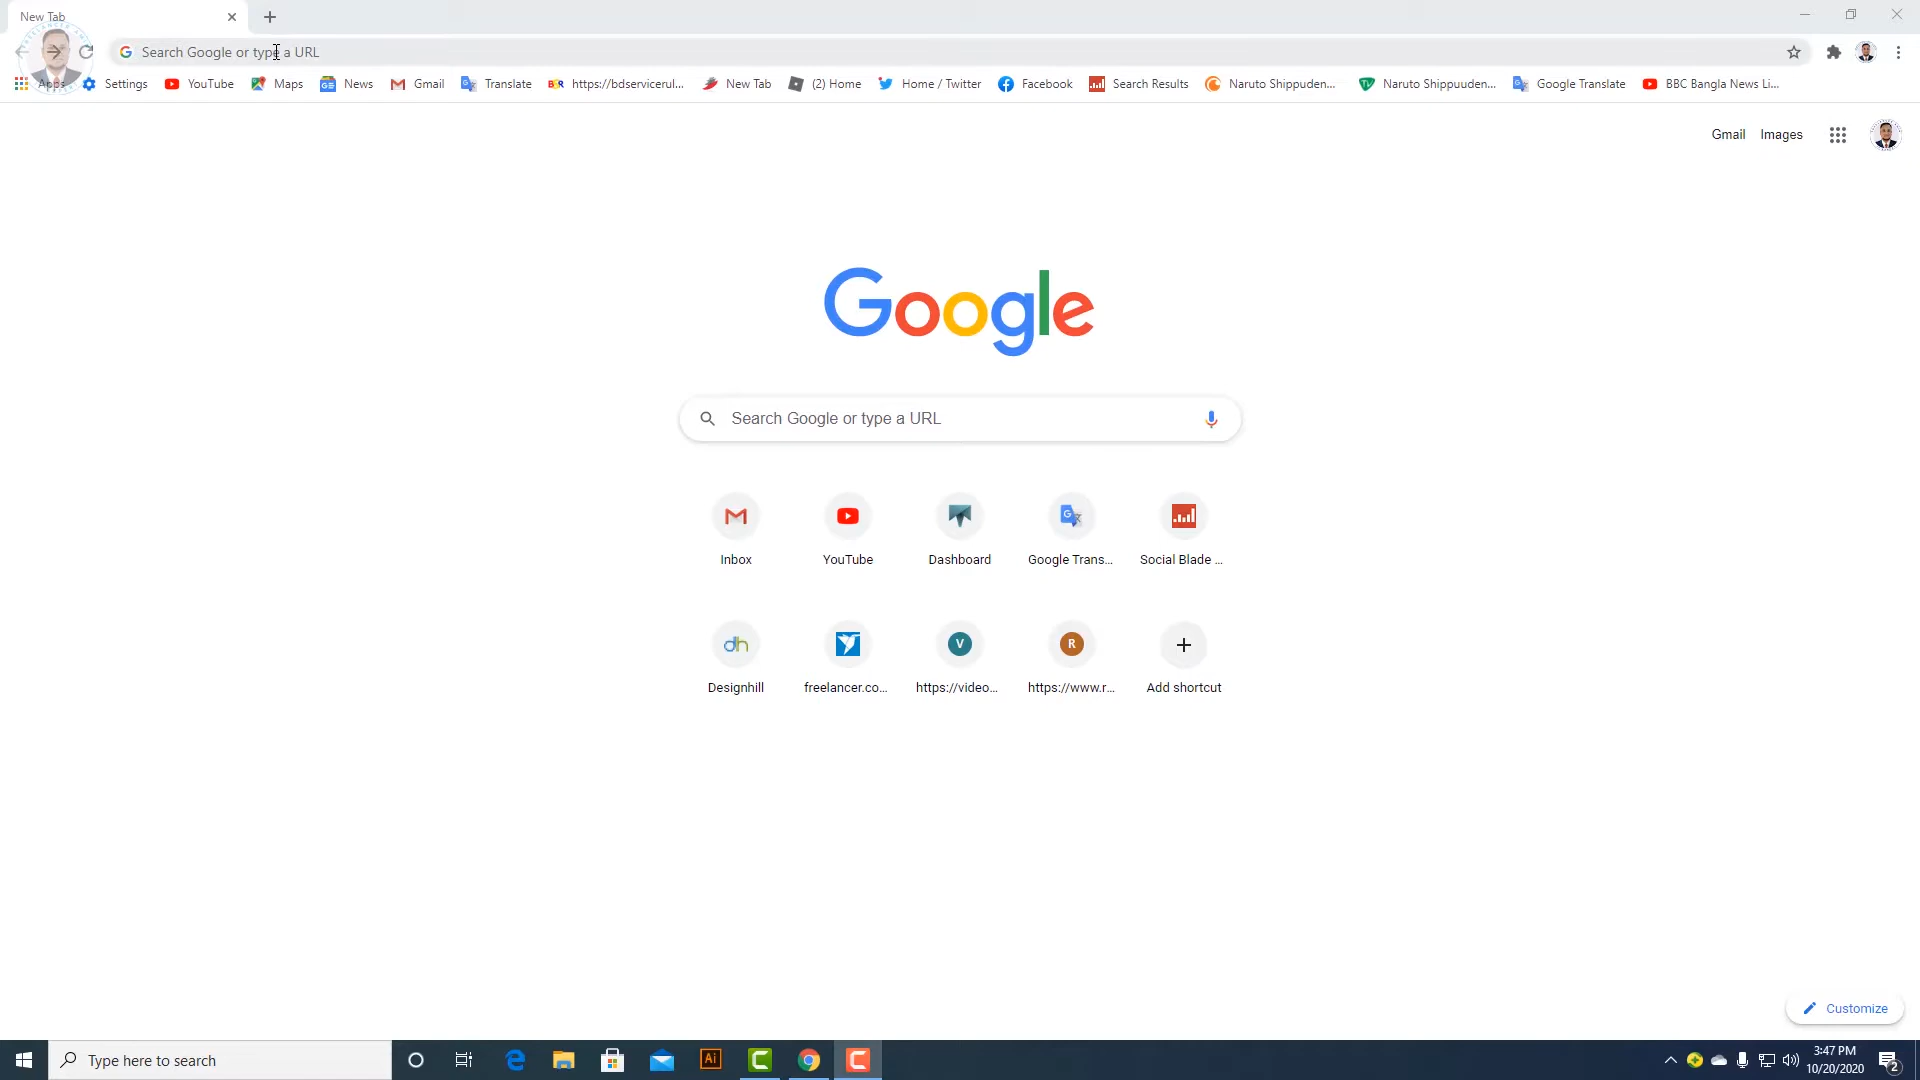 New Tab
Search Google or type a URL
Apps Settings YouTube Maps News Gmail Translate https://bdservicerul... New Tab (2) Home Home / Twitter Facebook Search Results Naruto Shippuden... Naruto Shippuuden... Google Translate BBC Bangla News Li...
Gmail Images
Google
Search Google or type a URL
Inbox YouTube Dashboard Google Trans... Social Blade ...
Designhill freelancer.co... https://video... https://www.r... Add shortcut
Customize
Type here to search
3:47 PM
10/20/2020